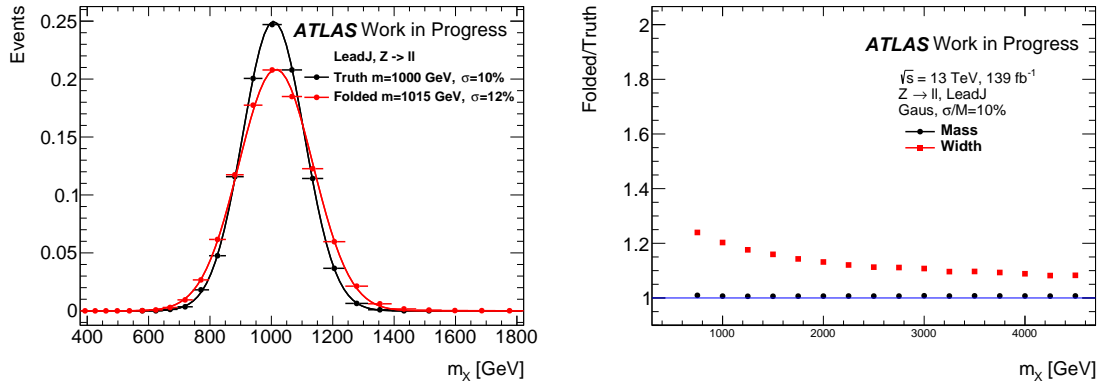 Events
0.25
0.2
0.15
0.1
0.05
0
400 600 800 1000 1200 1400 1600 1800
m_X [GeV]
ATLAS Work in Progress
LeadJ, Z -> ll
Truth m=1000 GeV, σ=10%
Folded m=1015 GeV, σ=12%
Folded/Truth
2
1.8
1.6
1.4
1.2
1
1000 2000 3000 4000
m_X [GeV]
ATLAS Work in Progress
√s = 13 TeV, 139 fb⁻¹
Z → ll, LeadJ
Gaus, σ/M=10%
Mass
Width